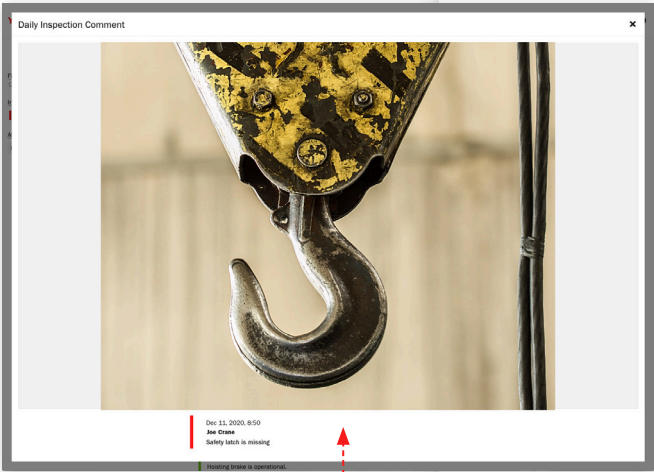 Daily Inspection Comment
Dec 11, 2020, 8:50
Joe Crane
Safety latch is missing
Hoisting brake is operational.